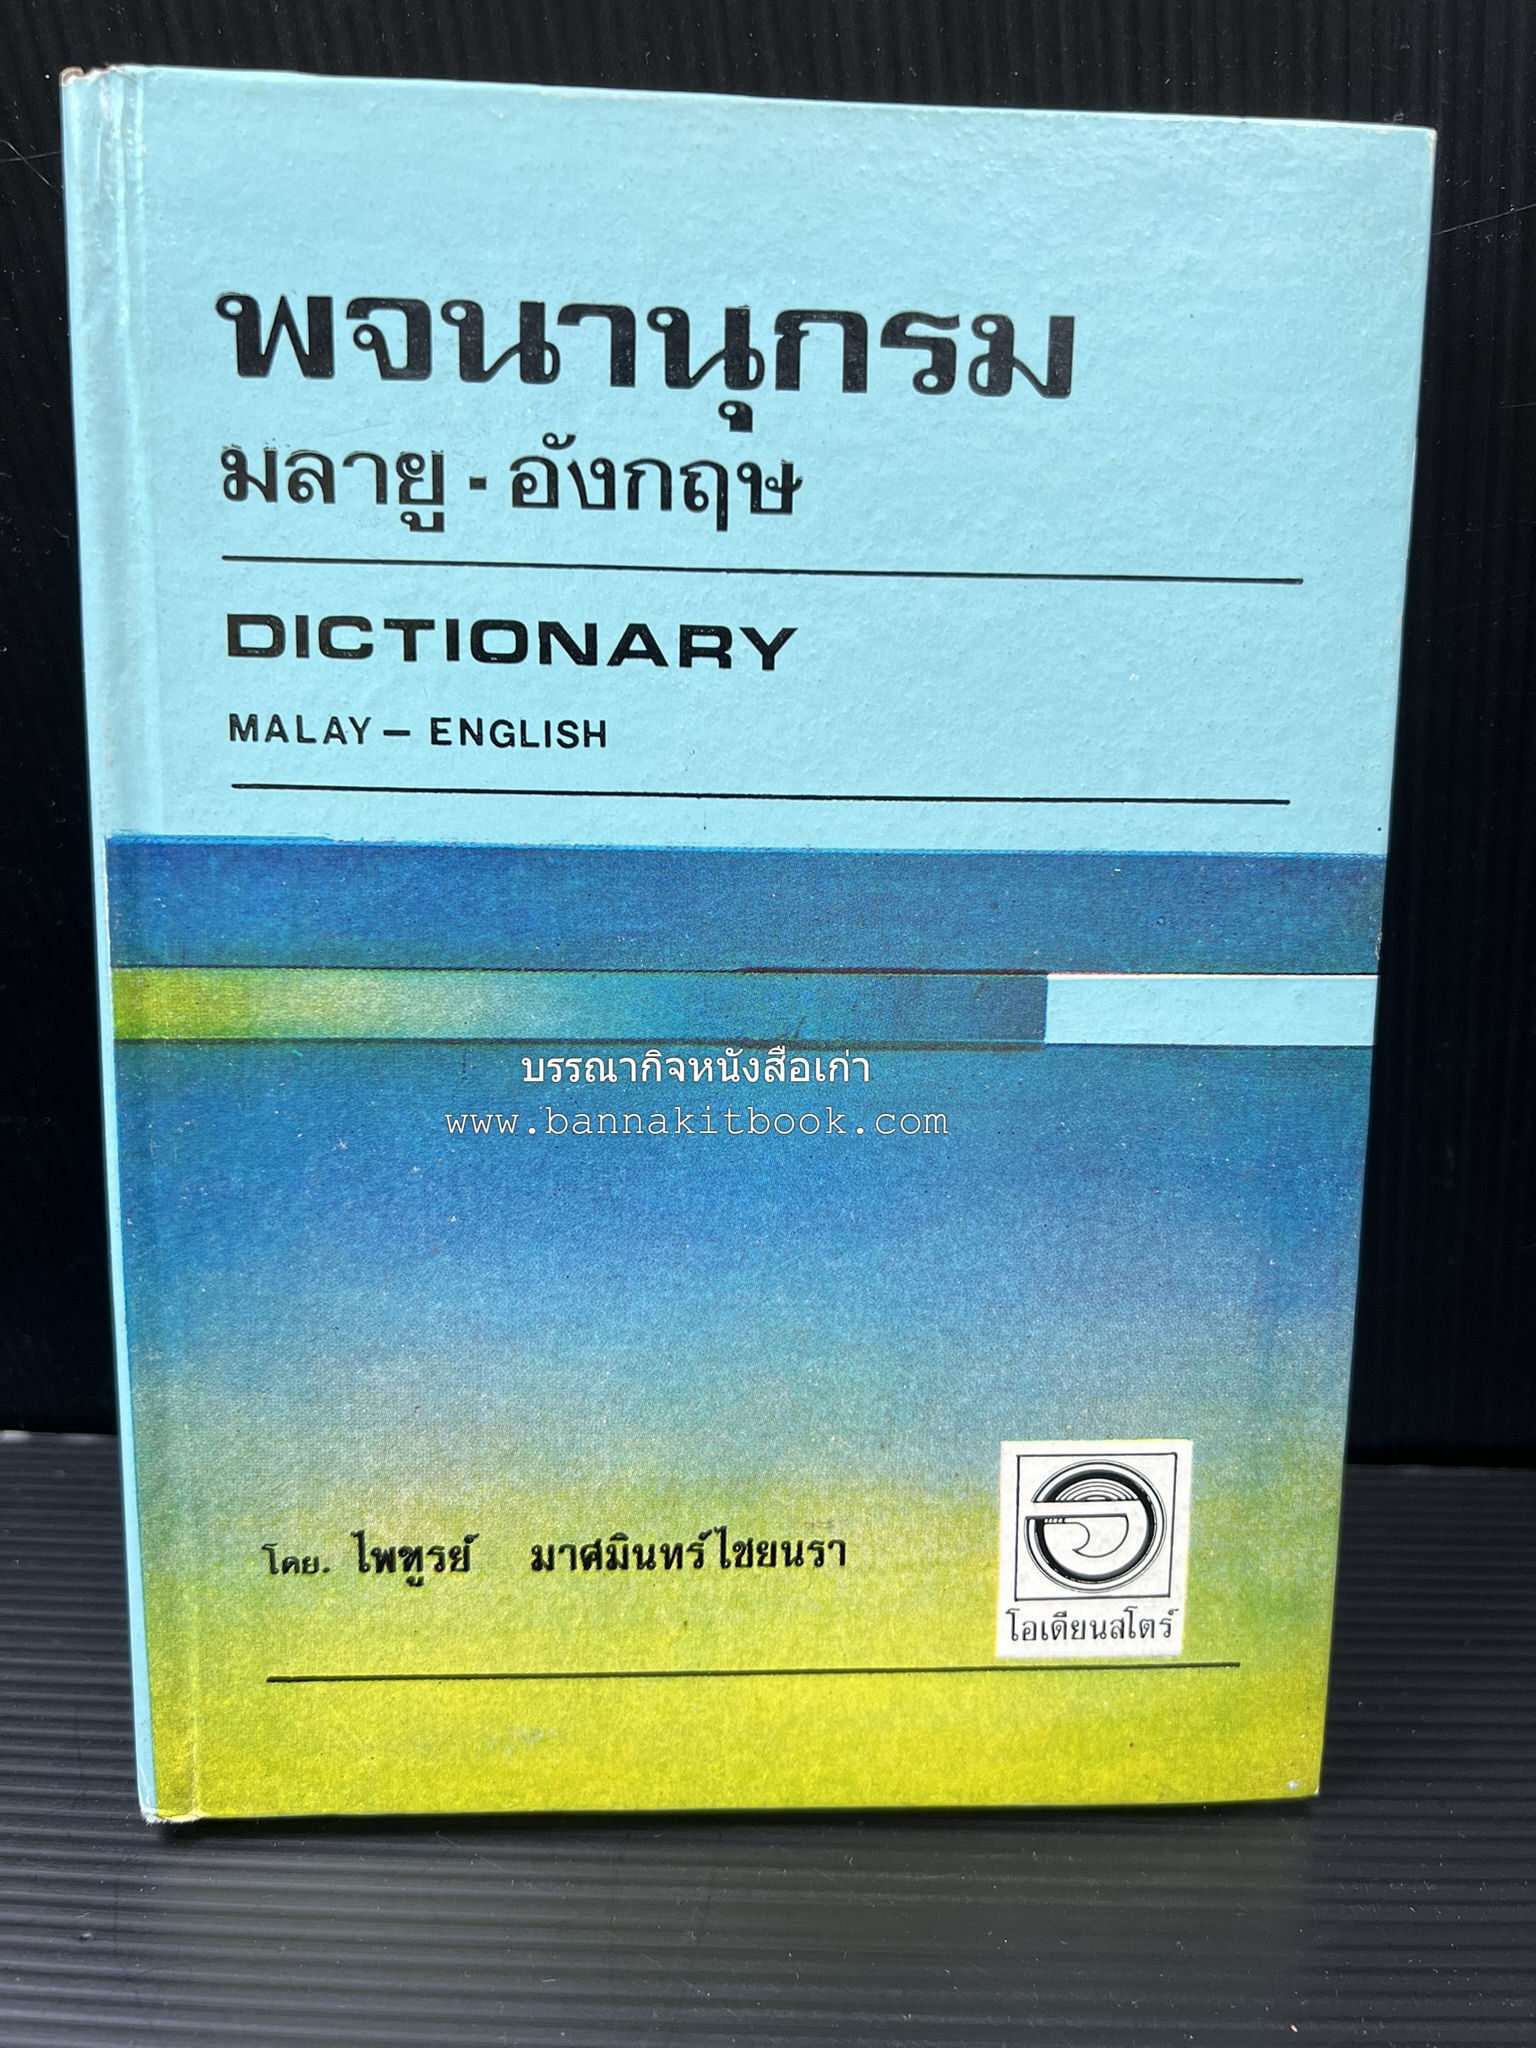 พจนานุกรม
มลายู - อังกฤษ
DICTIONARY
MALAY – ENGLISH
บรรณากิจหนังสือเก่า
www.bannakitbook.com
โดย. ไพฑูรย์ มาศมินทร์ไชยนรา
โอเดียนสโตร์